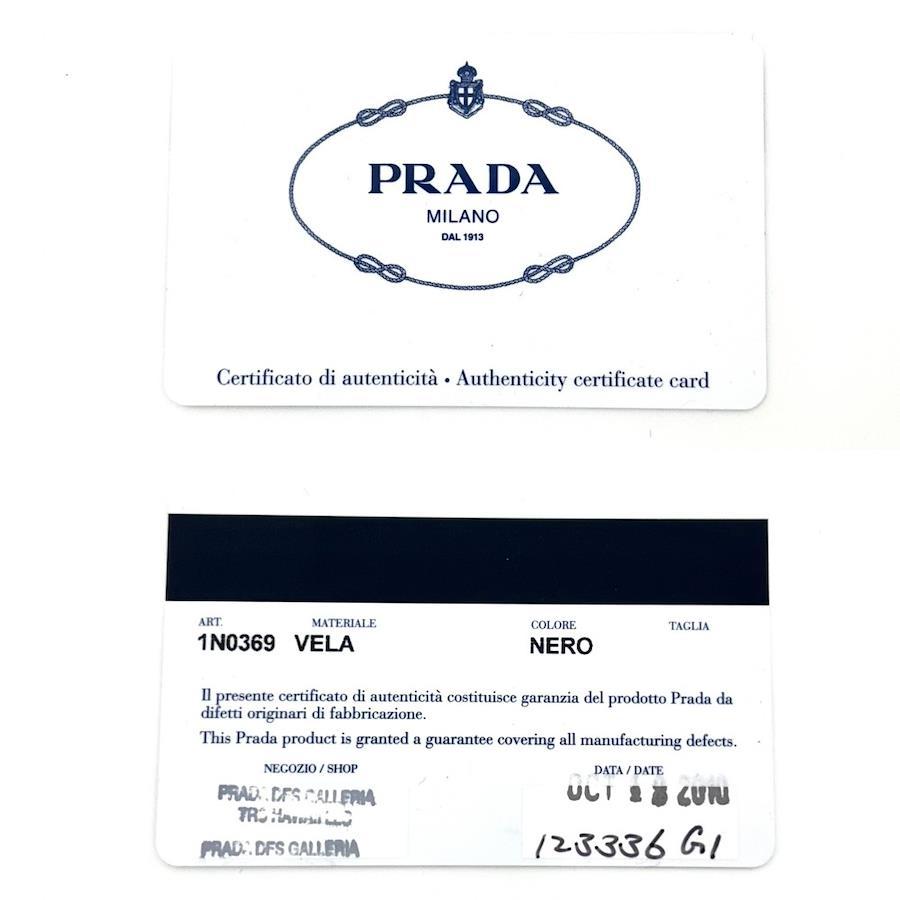 PRADA
MILANO
DAL 1913
Certificato di autenticità • Authenticity certificate card
ART. MATERIALE COLORE TAGLIA
1N0369 VELA NERO
Il presente certificato di autenticità costituisce garanzia del prodotto Prada da
difetti originari di fabbricazione.
This Prada product is granted a guarantee covering all manufacturing defects.
NEGOZIO / SHOP DATA / DATE
PRADA DFS GALLERIA OCT 2010
PRADA DFS GALLERIA 123336 G1